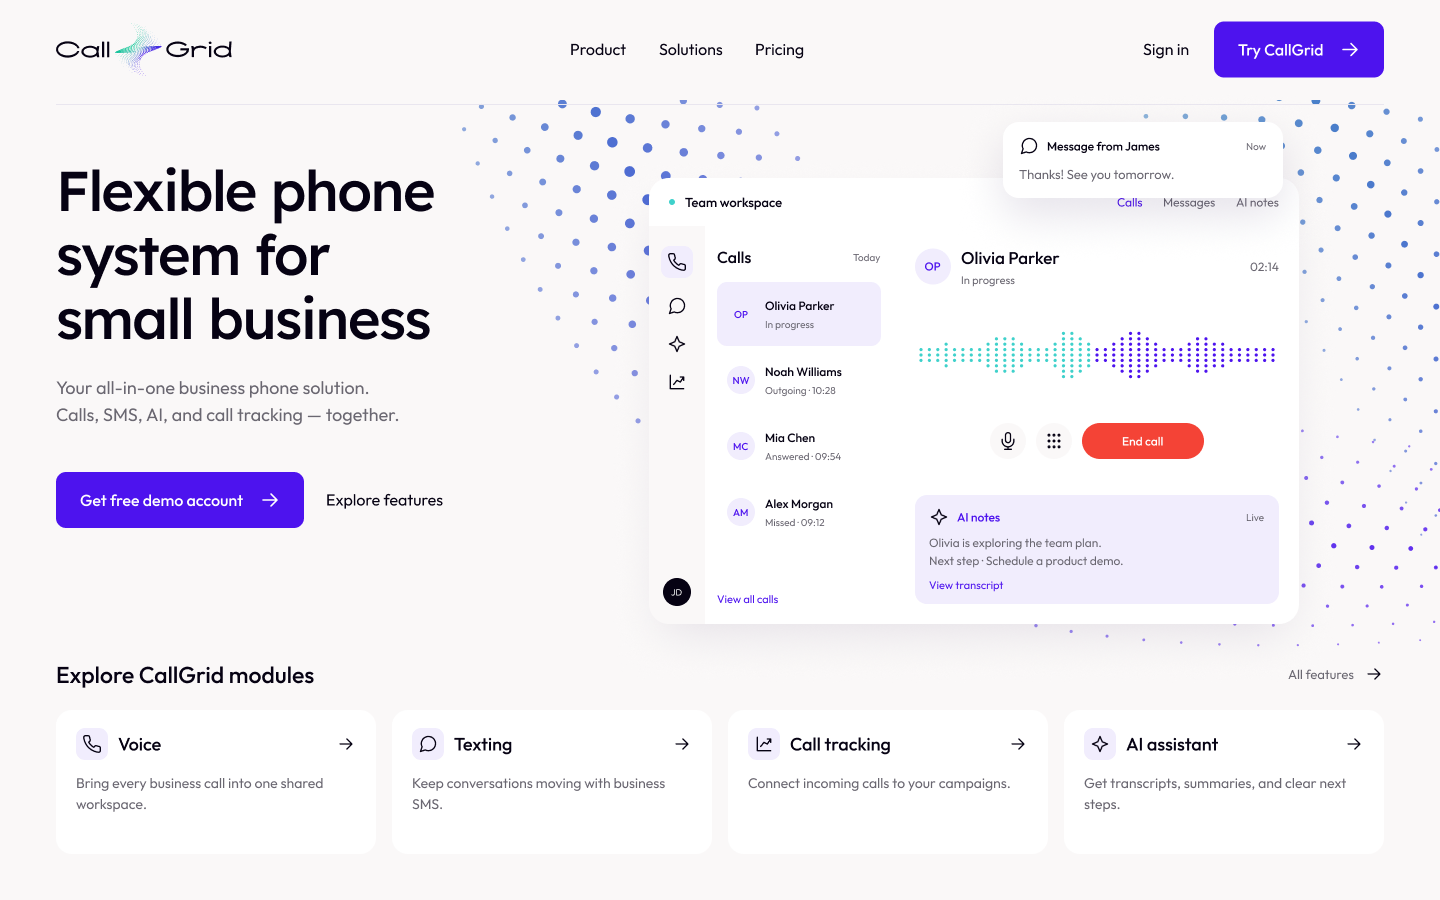 Call Grid
Product Solutions Pricing
Sign in
Try CallGrid
Flexible phone
system for
small business
Your all-in-one business phone solution.
Calls, SMS, AI, and call tracking — together.
Get free demo account
Explore features
Message from James Now
Thanks! See you tomorrow.
Team workspace
Calls Messages AI notes
Calls Today
OP Olivia Parker
In progress
NW Noah Williams
Outgoing · 10:28
MC Mia Chen
Answered · 09:54
AM Alex Morgan
Missed · 09:12
JD
View all calls
OP Olivia Parker
In progress
02:14
End call
AI notes Live
Olivia is exploring the team plan.
Next step · Schedule a product demo.
View transcript
Explore CallGrid modules
All features
Voice
Bring every business call into one shared
workspace.
Texting
Keep conversations moving with business
SMS.
Call tracking
Connect incoming calls to your campaigns.
AI assistant
Get transcripts, summaries, and clear next
steps.